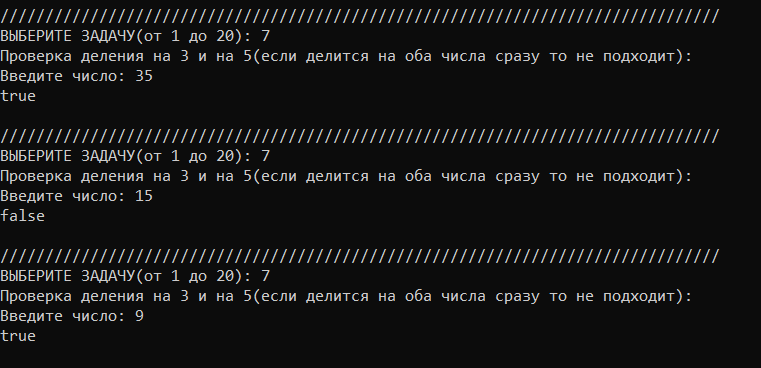 ////////////////////////////////////////////////////////////////////////////////
ВЫБЕРИТЕ ЗАДАЧУ(от 1 до 20): 7
Проверка деления на 3 и на 5(если делится на оба числа сразу то не подходит):
Введите число: 35
true
////////////////////////////////////////////////////////////////////////////////
ВЫБЕРИТЕ ЗАДАЧУ(от 1 до 20): 7
Проверка деления на 3 и на 5(если делится на оба числа сразу то не подходит):
Введите число: 15
false
////////////////////////////////////////////////////////////////////////////////
ВЫБЕРИТЕ ЗАДАЧУ(от 1 до 20): 7
Проверка деления на 3 и на 5(если делится на оба числа сразу то не подходит):
Введите число: 9
true